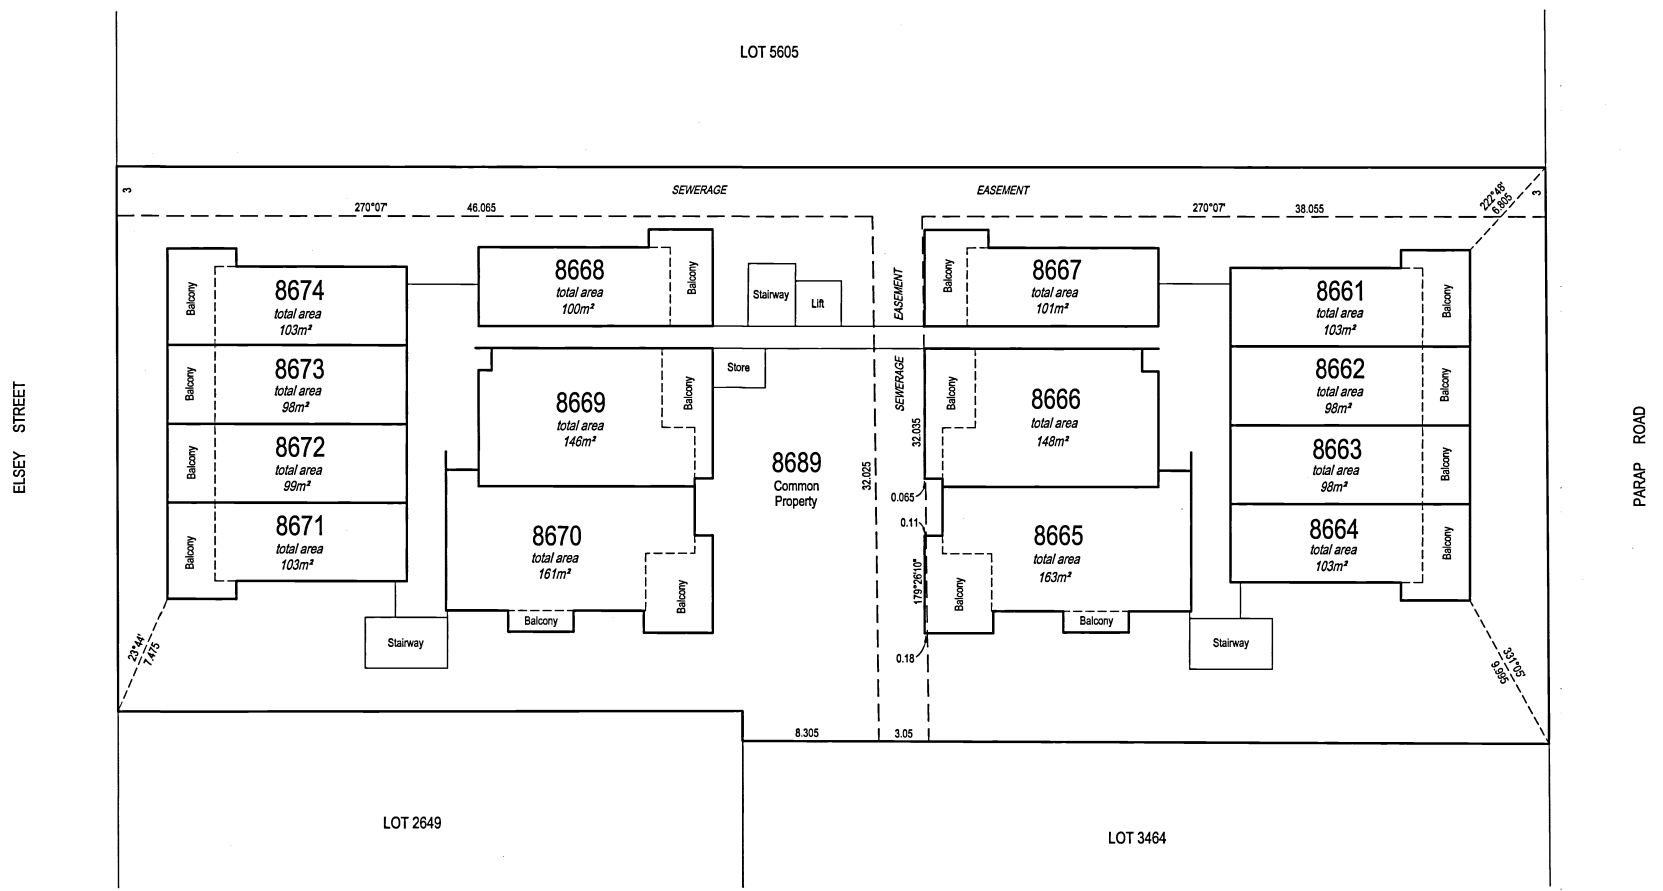 LOT 5605
3
SEWERAGE EASEMENT
222°48'
6.805
3
270°07' 46.065
270°07' 38.055
Balcony
8674
total area
103m²
8668
total area
100m²
Balcony
Stairway
Lift
EASEMENT
Balcony
8667
total area
101m²
8661
total area
103m²
Balcony
Balcony
8673
total area
98m²
8669
total area
146m²
Balcony
Store
SEWERAGE
Balcony
8666
total area
148m²
8662
total area
98m²
Balcony
ELSEY STREET
PARAP ROAD
Balcony
8672
total area
99m²
8689
Common
Property
32.025
32.035
0.065
8663
total area
98m²
Balcony
Balcony
8671
total area
103m²
8670
total area
161m²
Balcony
Balcony
0.11
179°26'10"
Balcony
8665
total area
163m²
Balcony
8664
total area
103m²
Balcony
23°44'
7.475
Stairway
0.18
Stairway
331°05'
9.995
8.305
3.05
LOT 2649
LOT 3464